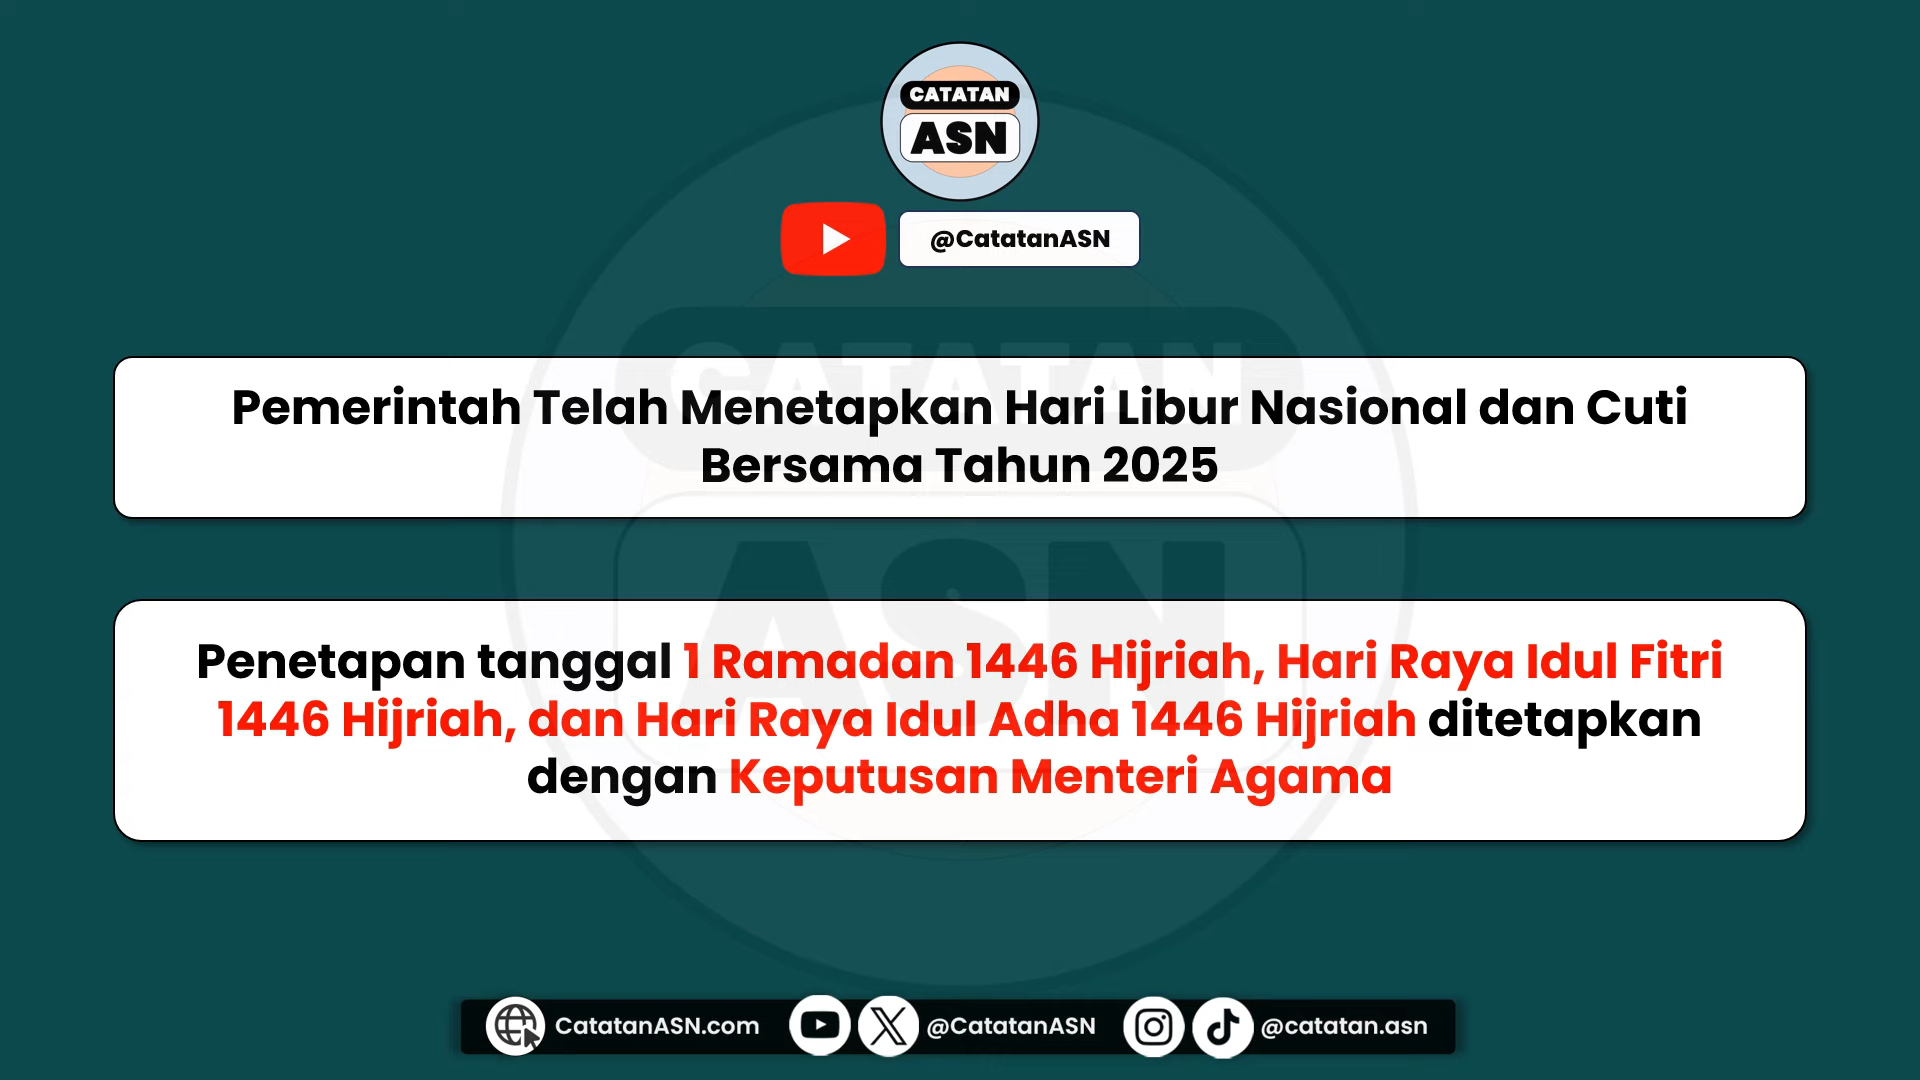 CATATAN
ASN
@CatatanASN
CATATAN
Pemerintah Telah Menetapkan Hari Libur Nasional dan Cuti
Bersama Tahun 2025
ASN
Penetapan tanggal 1 Ramadan 1446 Hijriah, Hari Raya Idul Fitri
1446 Hijriah, dan Hari Raya Idul Adha 1446 Hijriah ditetapkan
dengan Keputusan Menteri Agama
CatatanASN.com @CatatanASN @catatan.asn